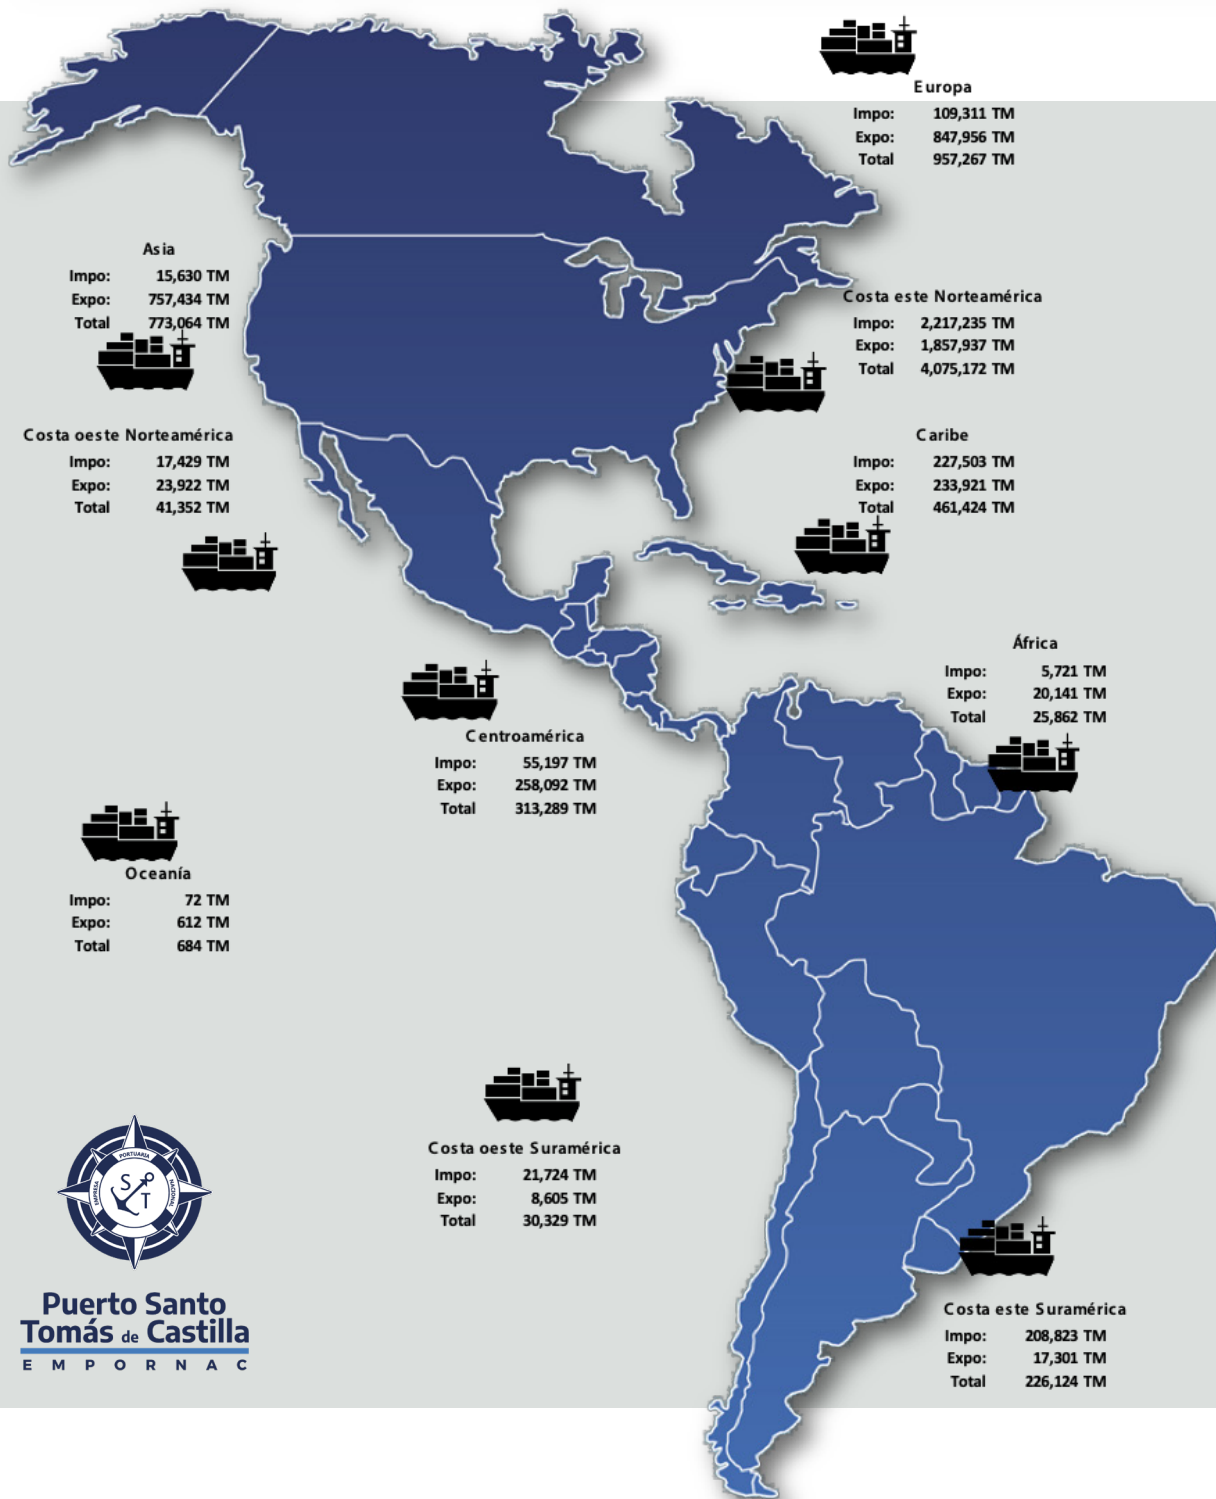 Europa
Impo: 109,311 TM
Expo: 847,956 TM
Total 957,267 TM
Asia
Impo: 15,630 TM
Expo: 757,434 TM
Total 773,064 TM
Costa este Norteamérica
Impo: 2,217,235 TM
Expo: 1,857,937 TM
Total 4,075,172 TM
Costa oeste Norteamérica
Impo: 17,429 TM
Expo: 23,922 TM
Total 41,352 TM
Caribe
Impo: 227,503 TM
Expo: 233,921 TM
Total 461,424 TM
África
Impo: 5,721 TM
Expo: 20,141 TM
Total 25,862 TM
Centroamérica
Impo: 55,197 TM
Expo: 258,092 TM
Total 313,289 TM
Oceanía
Impo: 72 TM
Expo: 612 TM
Total 684 TM
Costa oeste Suramérica
Impo: 21,724 TM
Expo: 8,605 TM
Total 30,329 TM
EMPRESA PORTUARIA NACIONAL
S T
Puerto Santo
Tomás de Castilla
EMPORNAC
Costa este Suramérica
Impo: 208,823 TM
Expo: 17,301 TM
Total 226,124 TM